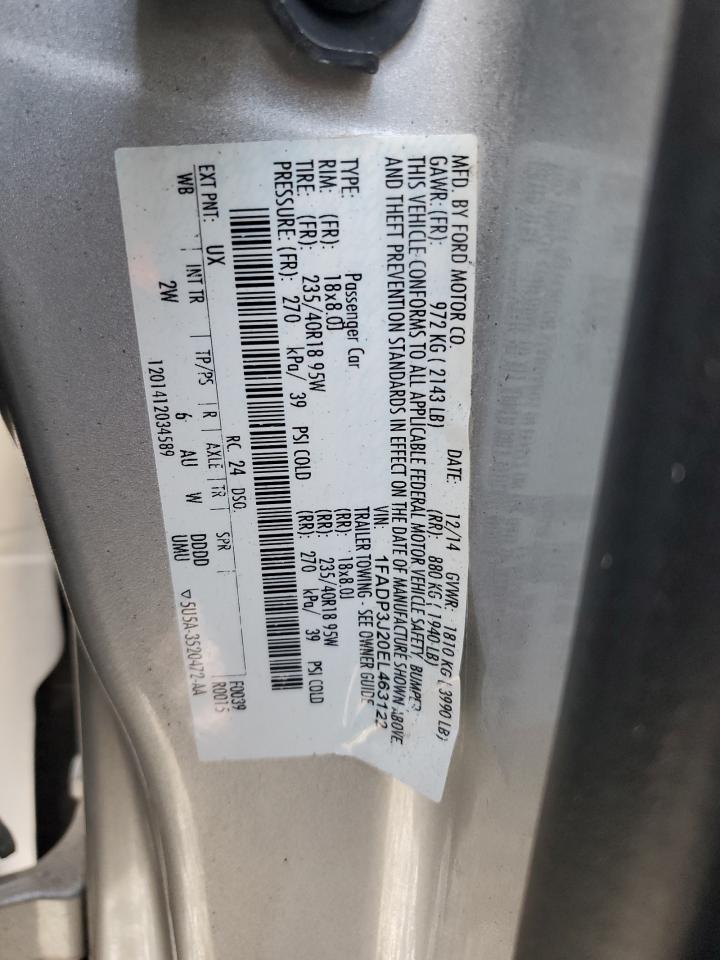 MFD. BY FORD MOTOR CO.
DATE: 12/14 GVWR: 1810 KG (3990 LB)
GAWR: (FR): 972 KG (2143 LB) (RR): 880 KG (1940 LB)
THIS VEHICLE CONFORMS TO ALL APPLICABLE FEDERAL MOTOR VEHICLE SAFETY BUMPER
AND THEFT PREVENTION STANDARDS IN EFFECT ON THE DATE OF MANUFACTURE SHOWN ABOVE.
VIN: 1FADP3J20EL463122
TYPE: Passenger Car TRAILER TOWING - SEE OWNER GUIDE
RIM: (FR): 18x8.0J (RR): 18x8.0J
TIRE: (FR): 235/40R18 95W (RR): 235/40R18 95W
PRESSURE: (FR): 270 kPa/ 39 PSI COLD (RR): 270 kPa/ 39 PSI COLD
F0039
EXT PNT: UX RC: 24 DSO: R0015
WB INT TR TP/PS R AXLE TR SPR
2W 6 AU W DDDD
UMU
1201412034589 ▽5U5A-3520472-AA